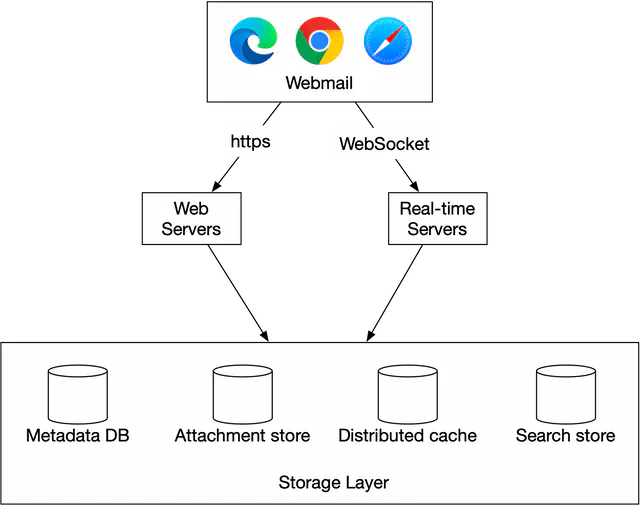 Webmail
https
WebSocket
Web
Servers
Real-time
Servers
Metadata DB
Attachment store
Distributed cache
Search store
Storage Layer